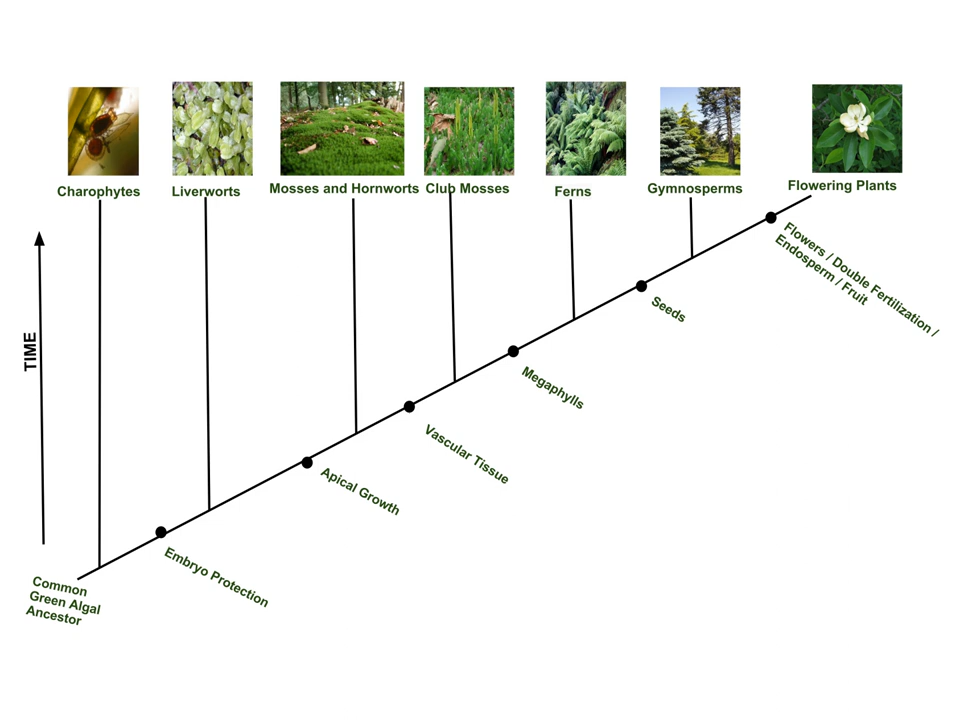 Charophytes
Liverworts
Mosses and Hornworts
Club Mosses
Ferns
Gymnosperms
Flowering Plants
TIME
Flowers / Double Fertilization /
Endosperm / Fruit
Seeds
Megaphylls
Vascular Tissue
Apical Growth
Embryo Protection
Common
Green Algal
Ancestor